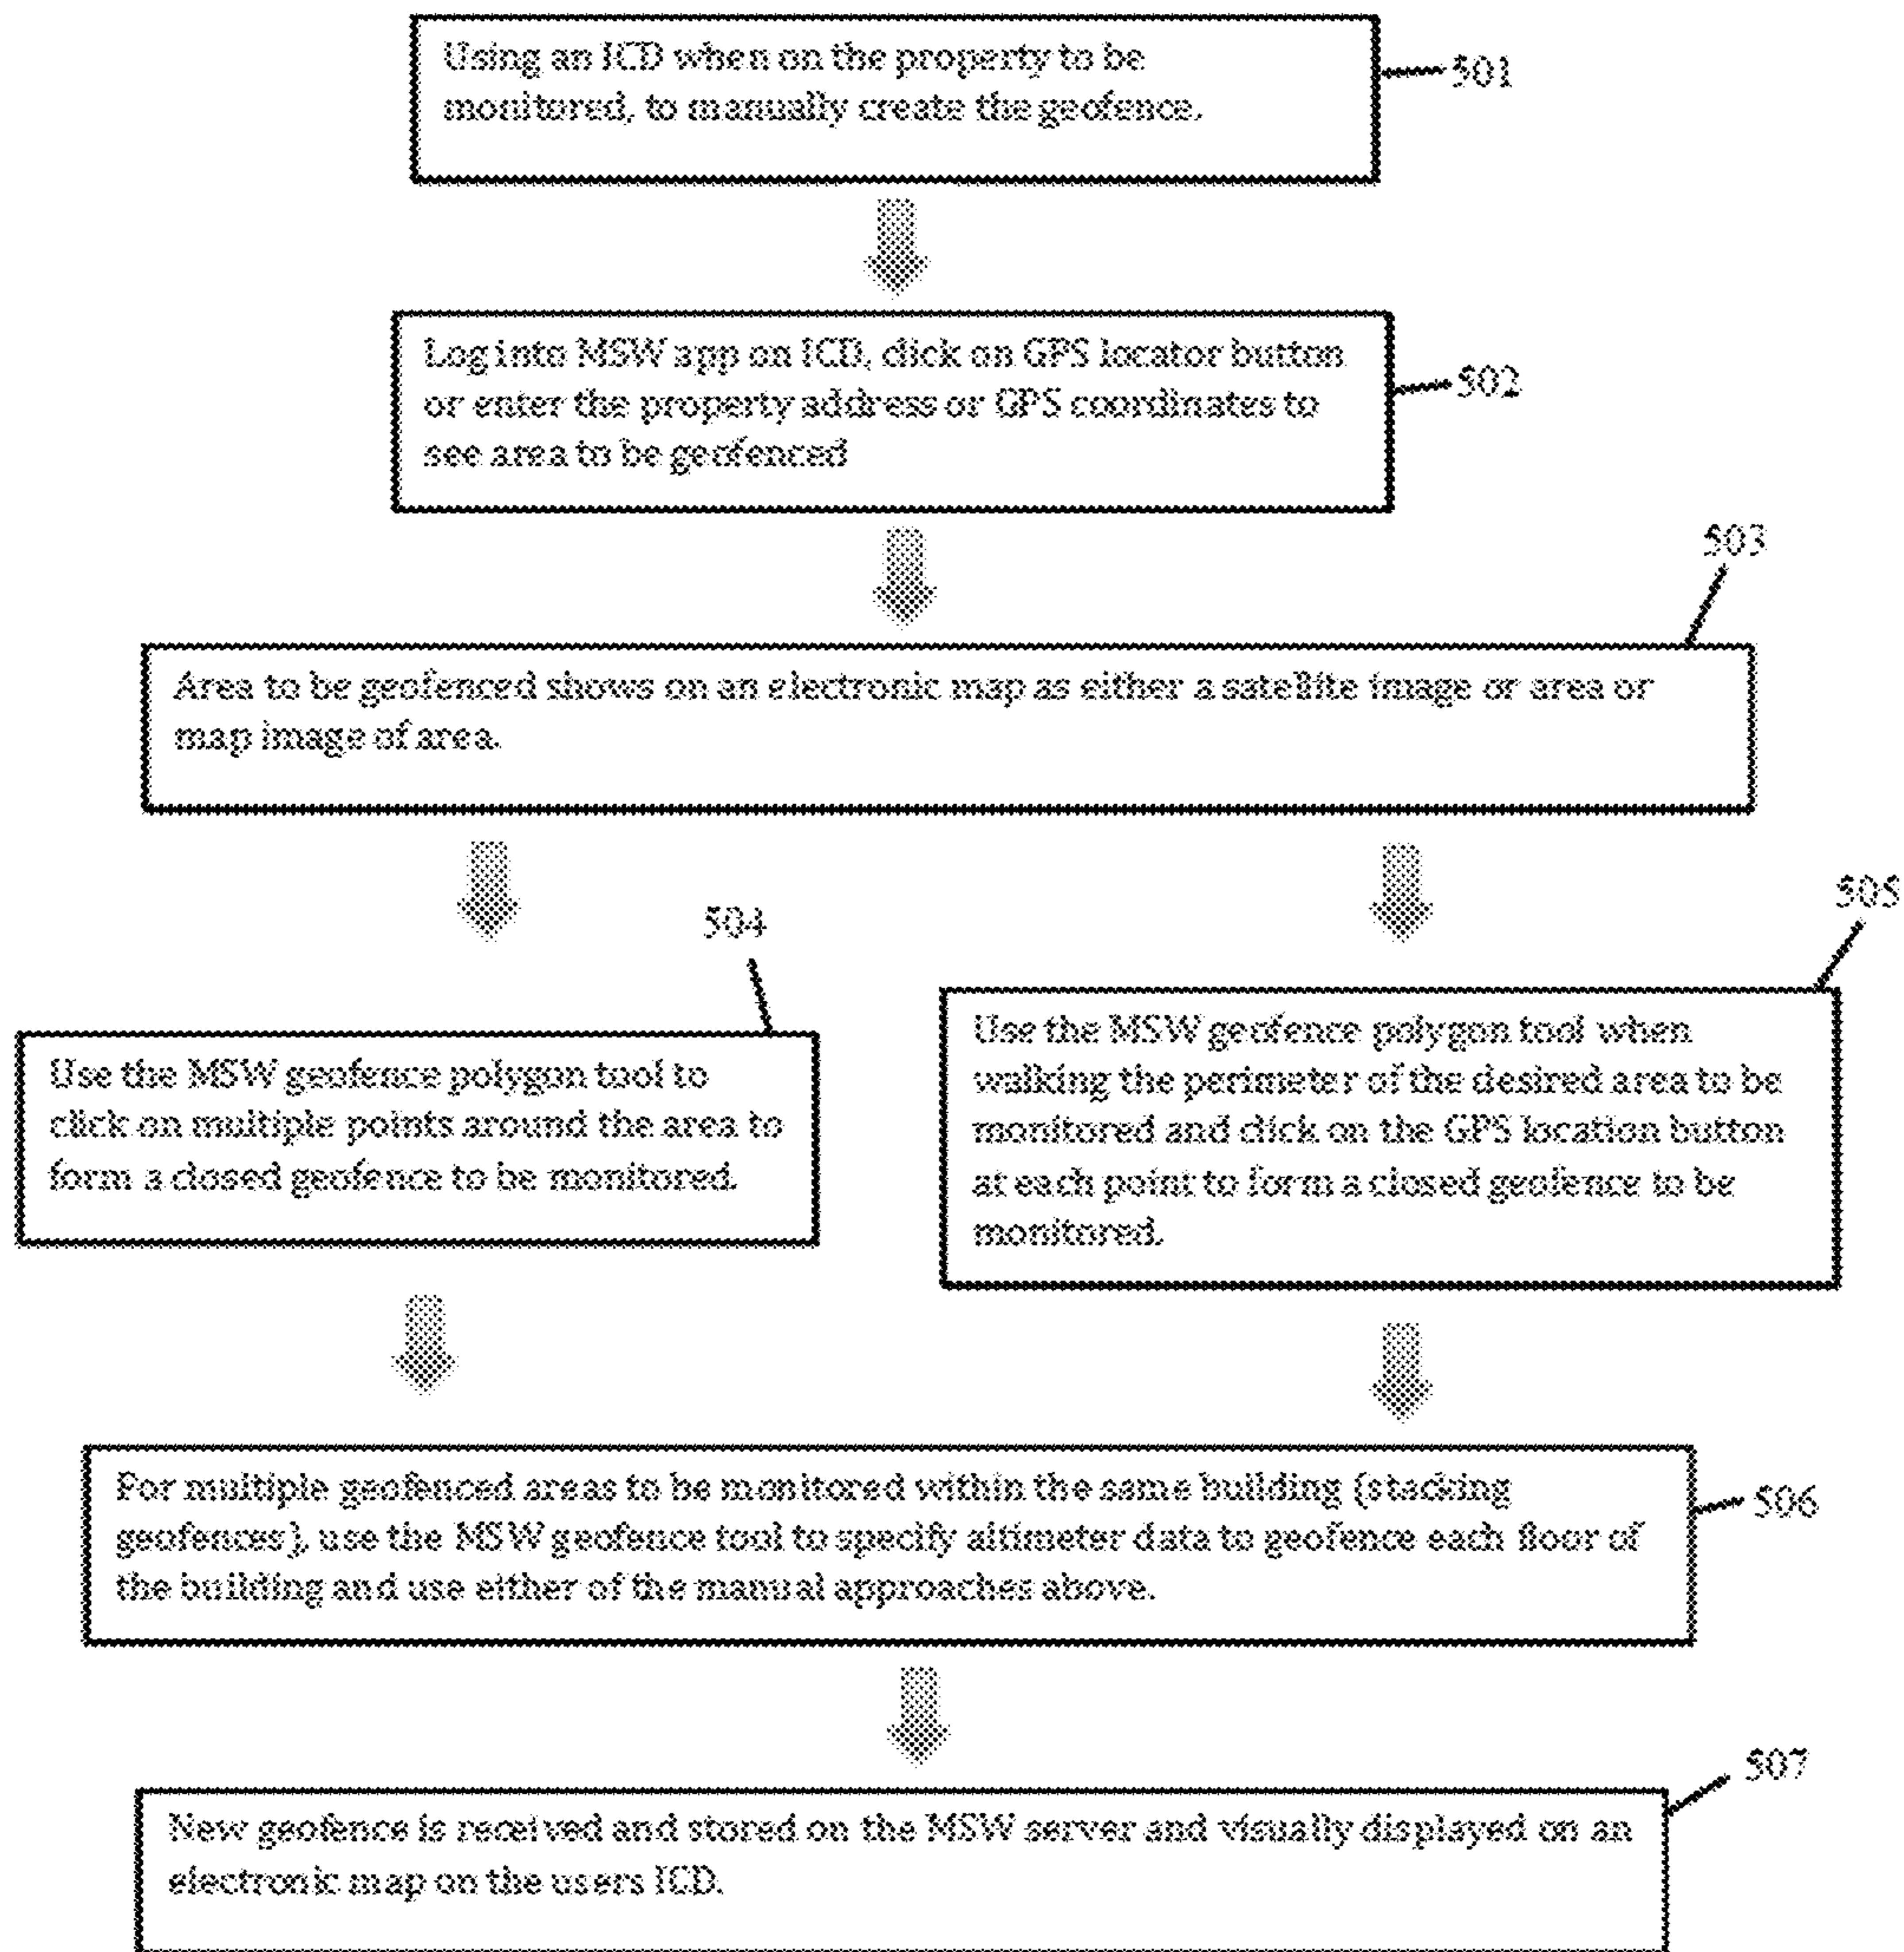 Using an ICD when on the property to be
monitored, to manually create the geofence.
501
Log into MSW app on ICD, click on GPS locator button
or enter the property address or GPS coordinates to
see area to be geofenced
502
503
Area to be geofenced shows on an electronic map as either a satellite image or area or
map image of area.
504
Use the MSW geofence polygon tool to
click on multiple points around the area to
form a closed geofence to be monitored.
505
Use the MSW geofence polygon tool when
walking the perimeter of the desired area to be
monitored and click on the GPS location button
at each point to form a closed geofence to be
monitored.
For multiple geofenced areas to be monitored within the same building (stacking
geofences), use the MSW geofence tool to specify altimeter data to geofence each floor of
the building and use either of the manual approaches above.
506
507
New geofence is received and stored on the MSW server and visually displayed on an
electronic map on the users ICD.